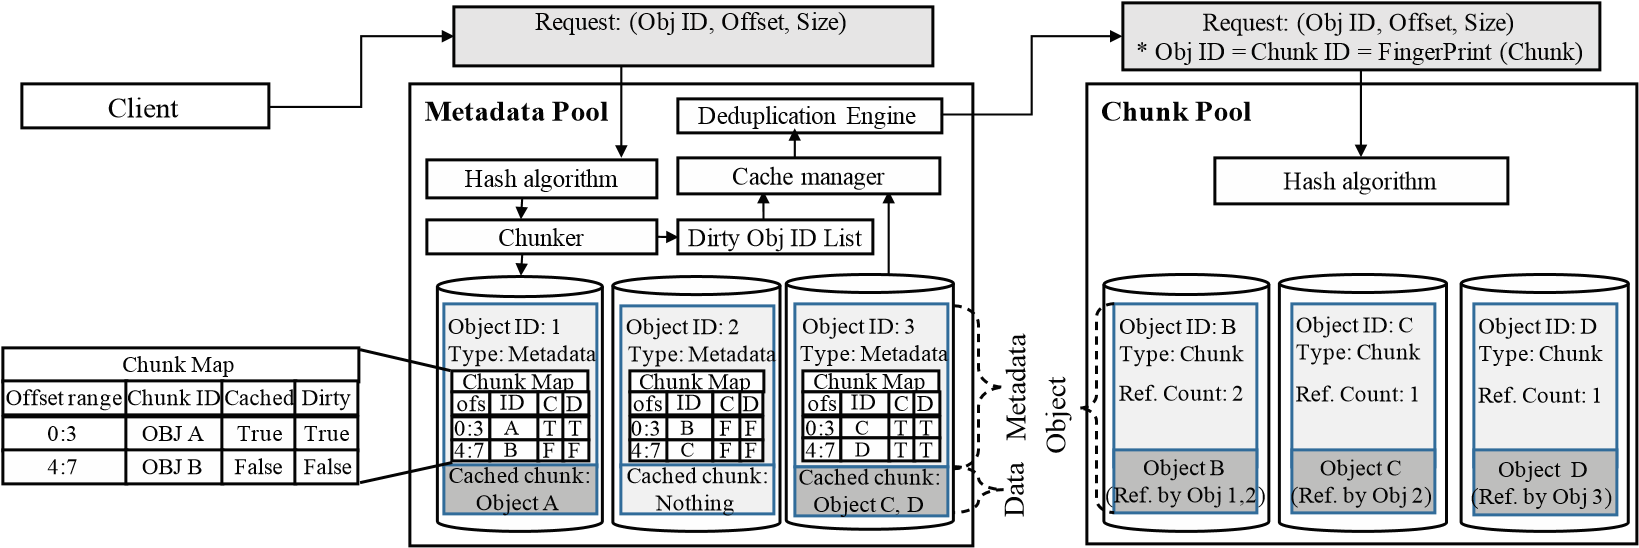 Request: (Obj ID, Offset, Size)
Request: (Obj ID, Offset, Size)
* Obj ID = Chunk ID = FingerPrint (Chunk)
Client
Metadata Pool
Deduplication Engine
Hash algorithm
Cache manager
Chunker
Dirty Obj ID List
Chunk Pool
Hash algorithm
Chunk Map
Offset range Chunk ID Cached Dirty
0:3 OBJ A True True
4:7 OBJ B False False
Object ID: 1
Type: Metadata
Chunk Map
ofs ID C D
0:3 A T T
4:7 B F F
Cached chunk:
Object A
Object ID: 2
Type: Metadata
Chunk Map
ofs ID C D
0:3 B F F
4:7 C F F
Cached chunk:
Nothing
Object ID: 3
Type: Metadata
Chunk Map
ofs ID C D
0:3 C T T
4:7 D T T
Cached chunk:
Object C, D
Metadata
Data
Object
Object ID: B
Type: Chunk
Ref. Count: 2
Object B
(Ref. by Obj 1,2)
Object ID: C
Type: Chunk
Ref. Count: 1
Object C
(Ref. by Obj 2)
Object ID: D
Type: Chunk
Ref. Count: 1
Object D
(Ref. by Obj 3)